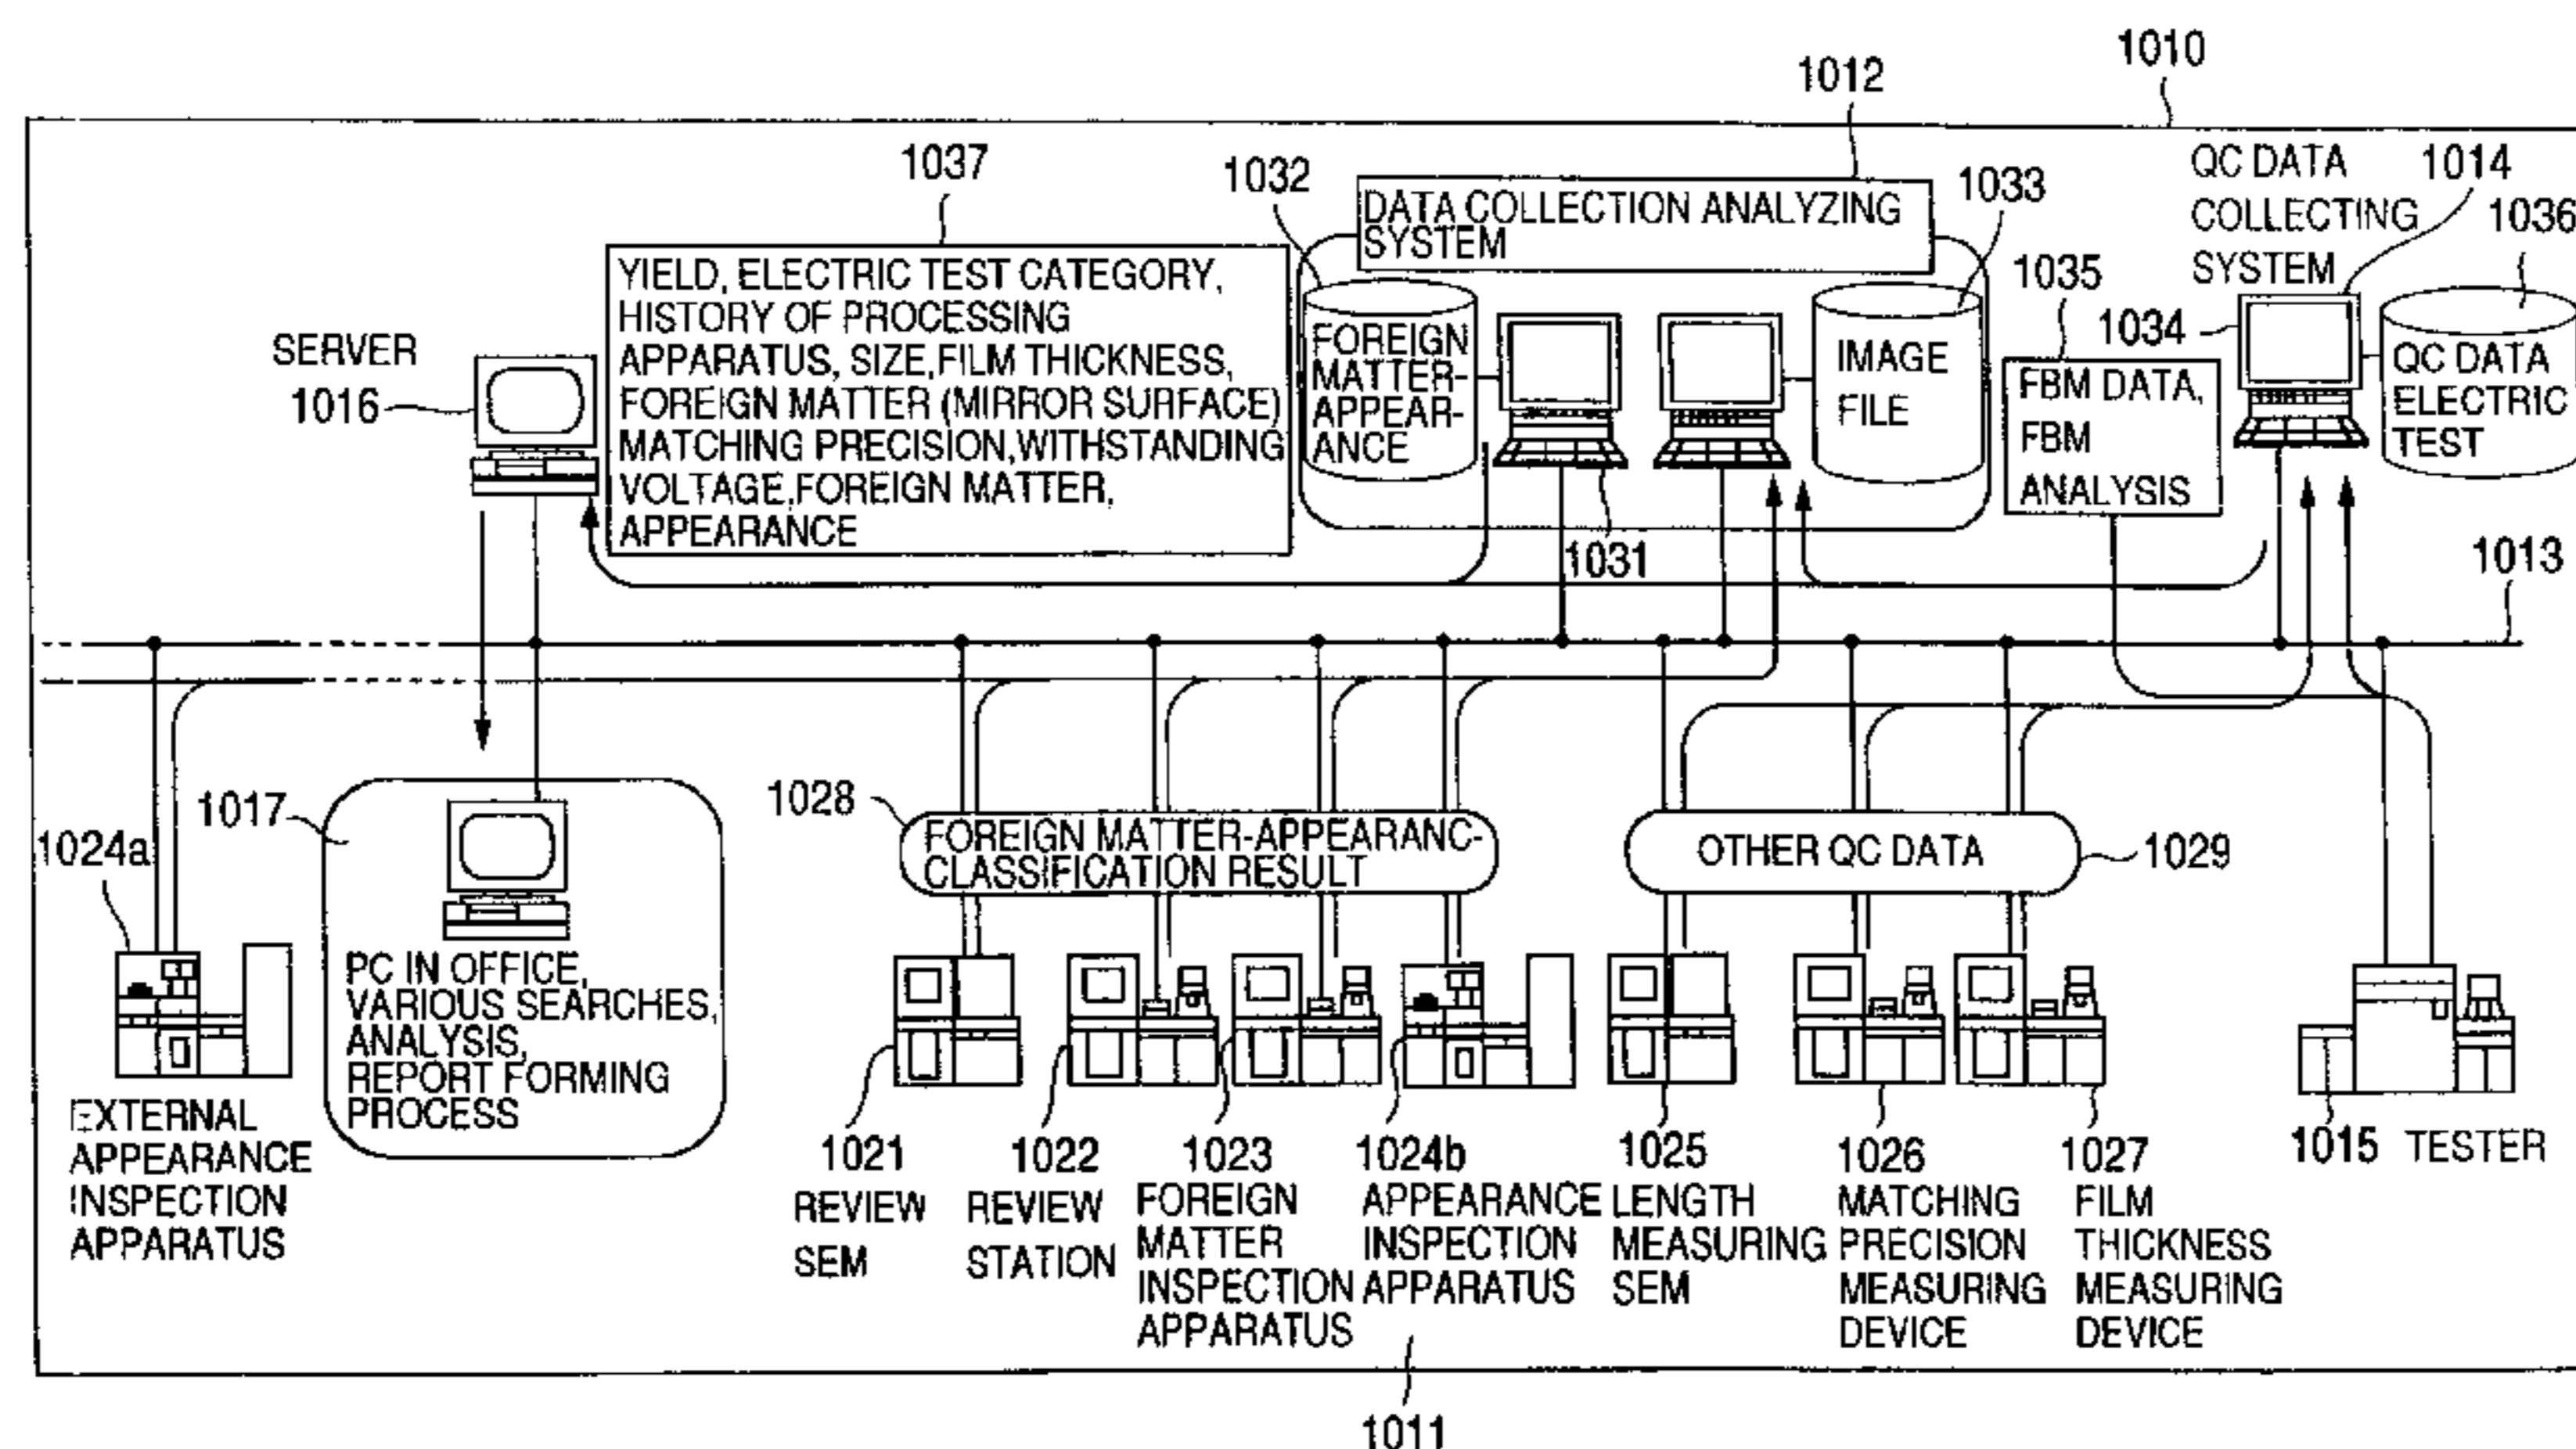 1010
1012
1037
1032
DATA COLLECTION ANALYZING
SYSTEM
1033
QC DATA
COLLECTING
SYSTEM
1014
1036
1035
1034
SERVER
1016
YIELD, ELECTRIC TEST CATEGORY,
HISTORY OF PROCESSING
APPARATUS, SIZE,FILM THICKNESS,
FOREIGN MATTER (MIRROR SURFACE)
MATCHING PRECISION,WITHSTANDING
VOLTAGE,FOREIGN MATTER,
APPEARANCE
FOREIGN
MATTER-
APPEAR-
ANCE
IMAGE
FILE
FBM DATA,
FBM
ANALYSIS
QC DATA
ELECTRIC
TEST
1031
1013
1024a
1017
1028
FOREIGN MATTER-APPEARANC-
CLASSIFICATION RESULT
OTHER QC DATA
1029
PC IN OFFICE,
VARIOUS SEARCHES,
ANALYSIS,
REPORT FORMING
PROCESS
EXTERNAL
APPEARANCE
INSPECTION
APPARATUS
1021
REVIEW
SEM
1022
REVIEW
STATION
1023
FOREIGN
MATTER
INSPECTION
APPARATUS
1024b
APPEARANCE
INSPECTION
APPARATUS
1025
LENGTH
MEASURING
SEM
1026
MATCHING
PRECISION
MEASURING
DEVICE
1027
FILM
THICKNESS
MEASURING
DEVICE
1015 TESTER
1011